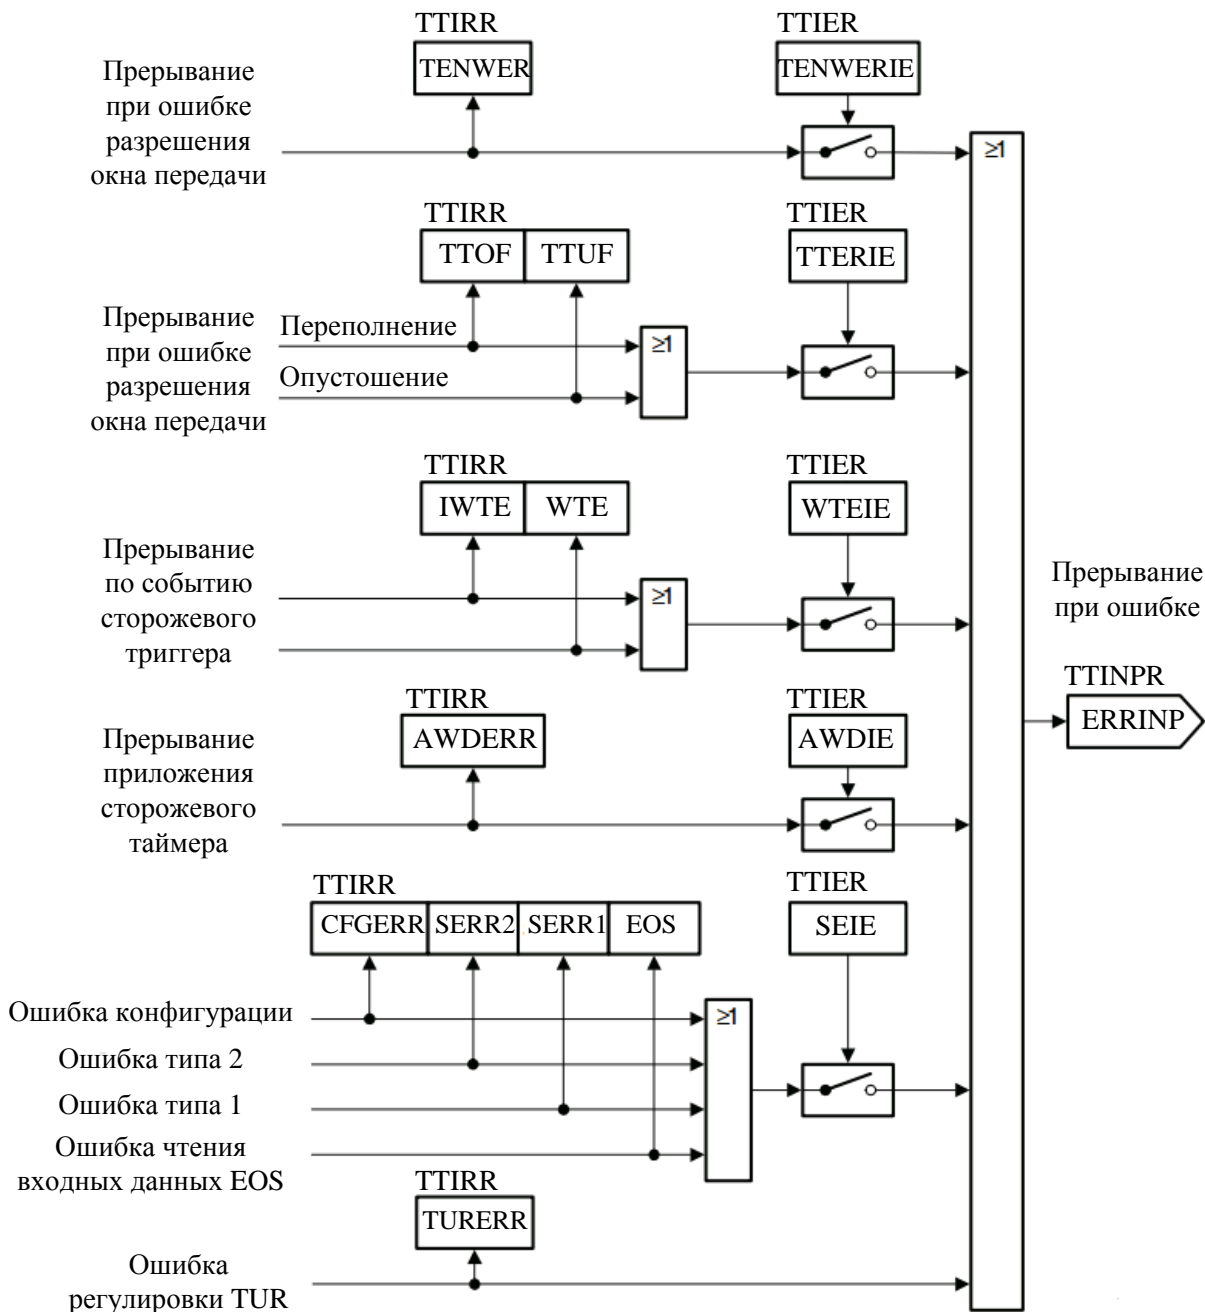 TTIRR
TTIER
TENWER
TENWERIE
Прерывание
при ошибке
разрешения
окна передачи
≥1
TTIRR
TTIER
TTOF
TTUF
TTERIE
Прерывание
при ошибке
разрешения
окна передачи
Переполнение
Опустошение
≥1
TTIRR
TTIER
IWTE
WTE
WTEIE
Прерывание
по событию
сторожевого
триггера
≥1
Прерывание
при ошибке
TTINPR
ERRINP
TTIRR
TTIER
AWDERR
AWDIE
Прерывание
приложения
сторожевого
таймера
TTIRR
TTIER
CFGERR
SERR2
SERR1
EOS
SEIE
Ошибка конфигурации
≥1
Ошибка типа 2
Ошибка типа 1
Ошибка чтения
входных данных EOS
TTIRR
TURERR
Ошибка
регулировки TUR